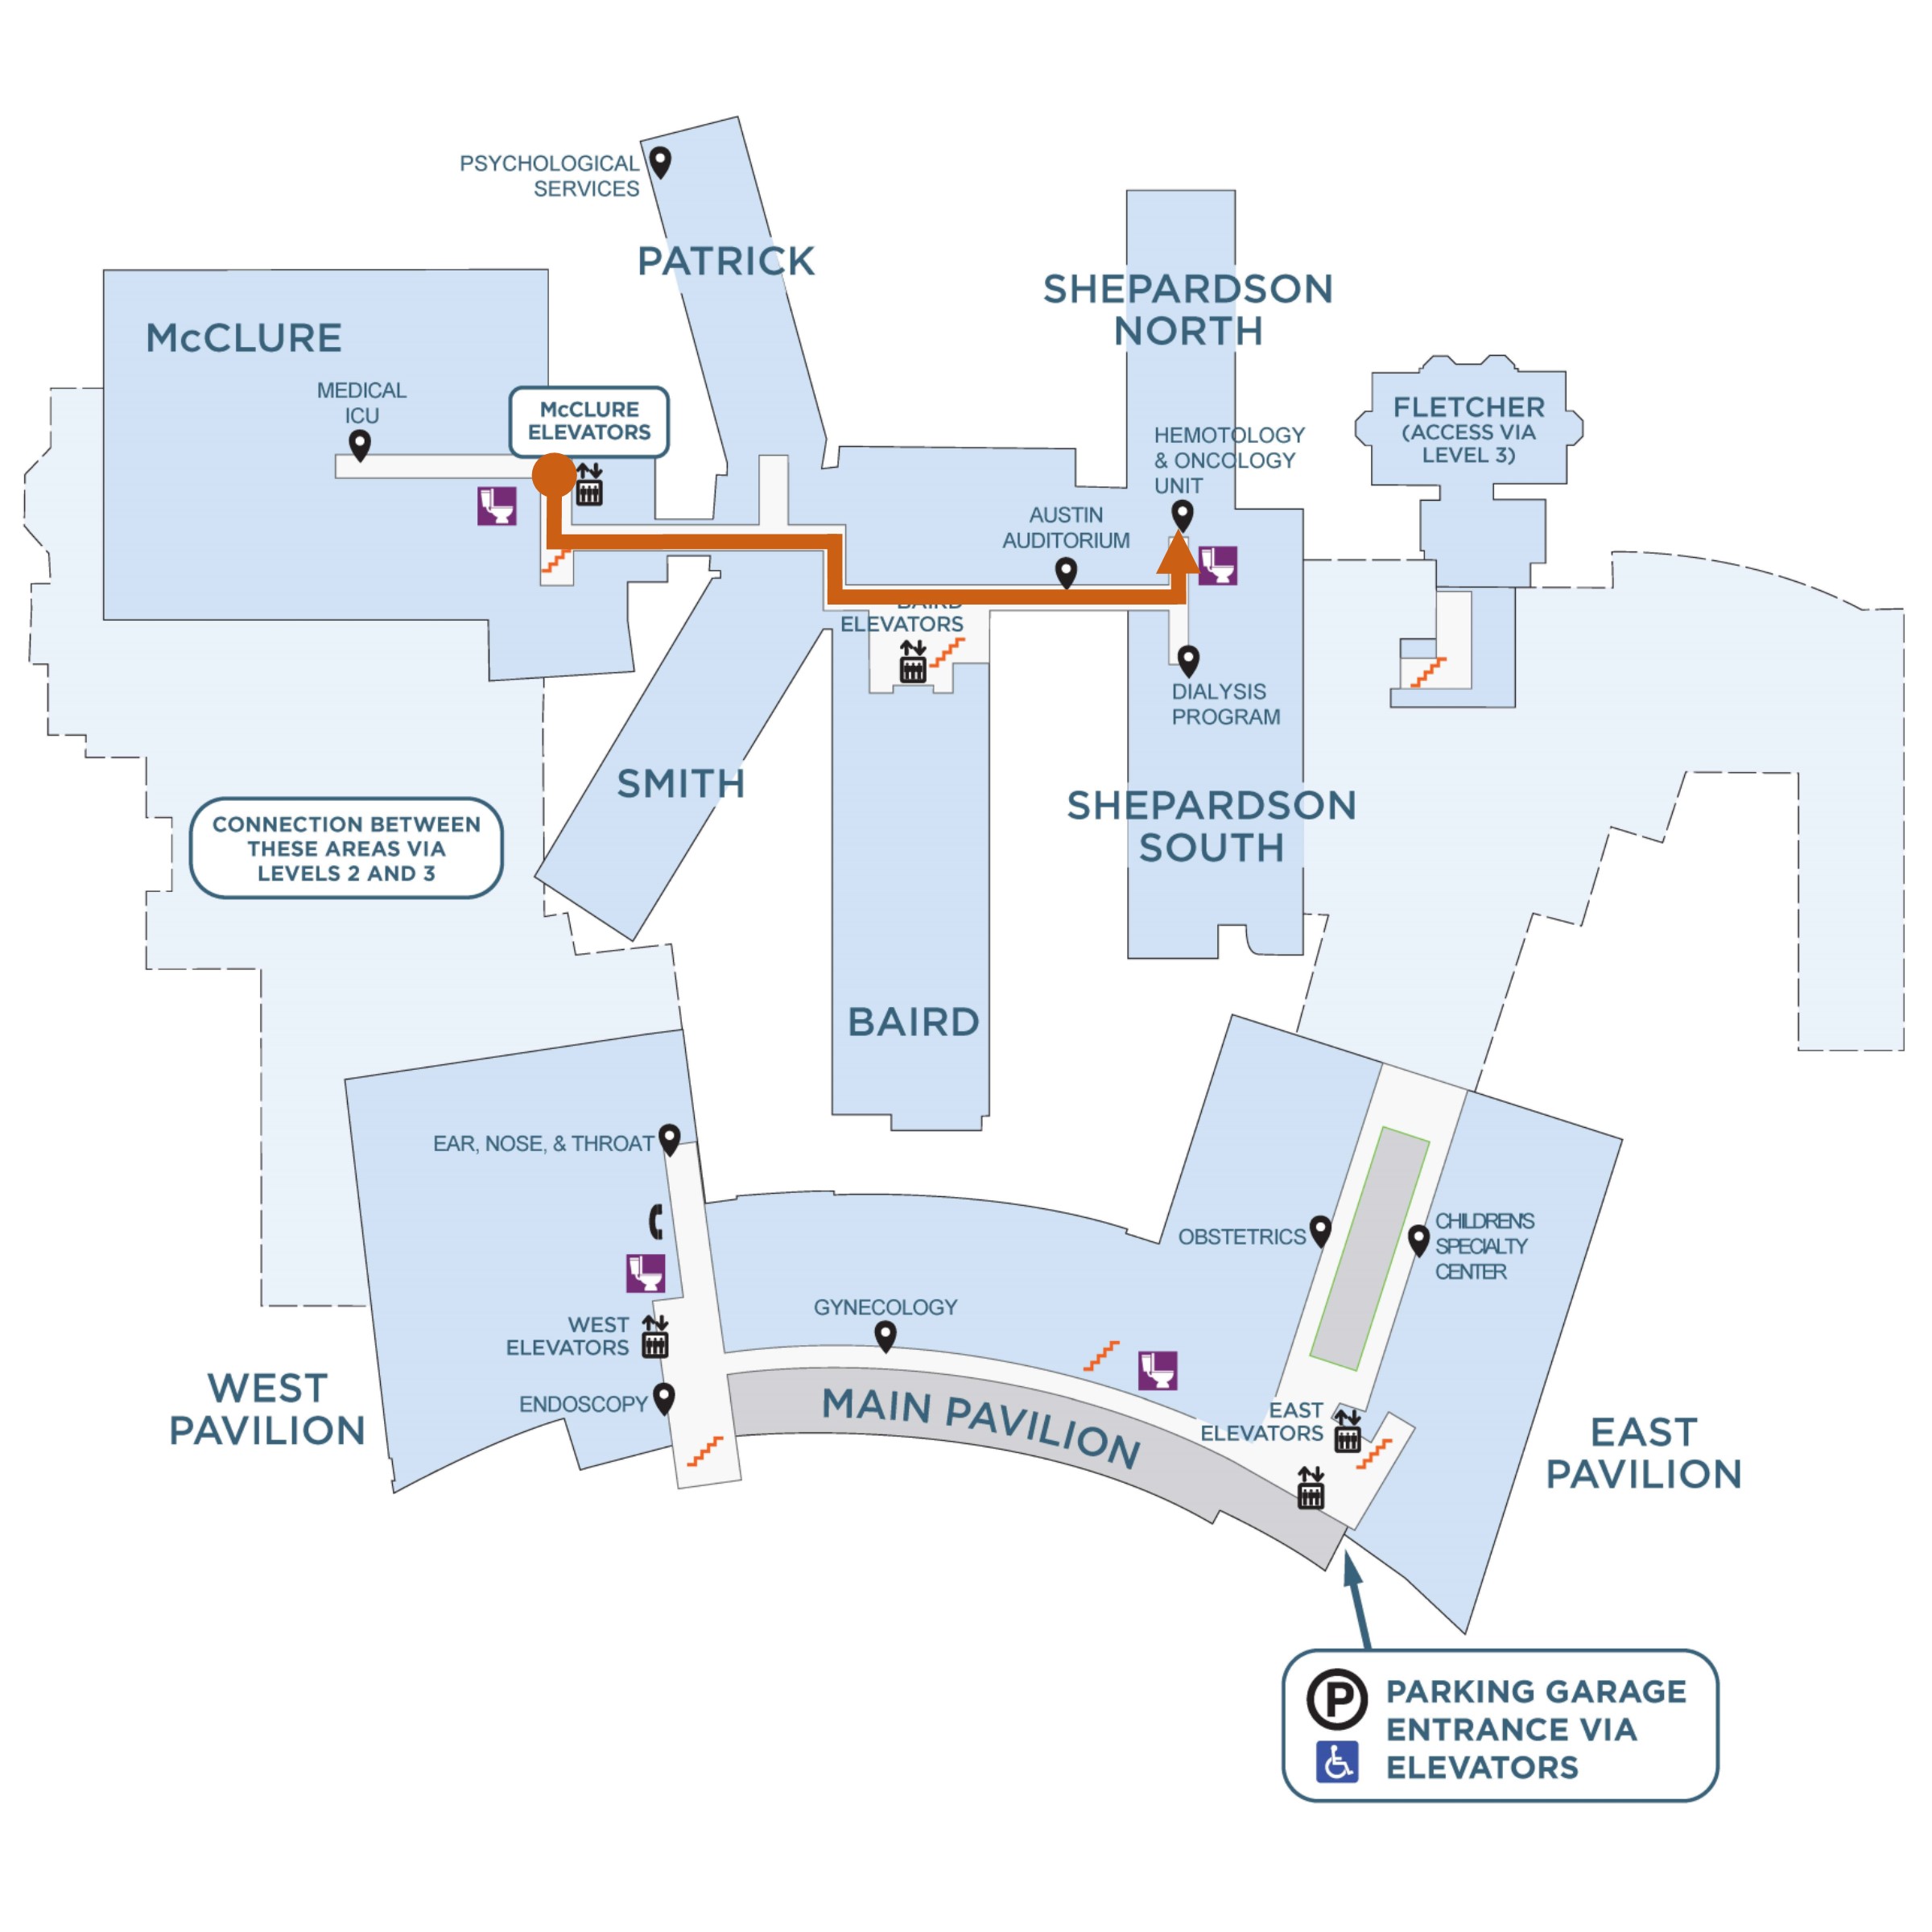 PSYCHOLOGICAL
SERVICES
PATRICK
SHEPARDSON
NORTH
McCLURE
MEDICAL
ICU
McCLURE
ELEVATORS
FLETCHER
(ACCESS VIA
LEVEL 3)
HEMOTOLOGY
& ONCOLOGY
UNIT
AUSTIN
AUDITORIUM
BAIRD
ELEVATORS
DIALYSIS
PROGRAM
SMITH
SHEPARDSON
SOUTH
CONNECTION BETWEEN
THESE AREAS VIA
LEVELS 2 AND 3
BAIRD
EAR, NOSE, & THROAT
OBSTETRICS
CHILDREN'S
SPECIALTY
CENTER
GYNECOLOGY
WEST
ELEVATORS
ENDOSCOPY
WEST
PAVILION
MAIN PAVILION
EAST
ELEVATORS
EAST
PAVILION
P
PARKING GARAGE
ENTRANCE VIA
ELEVATORS